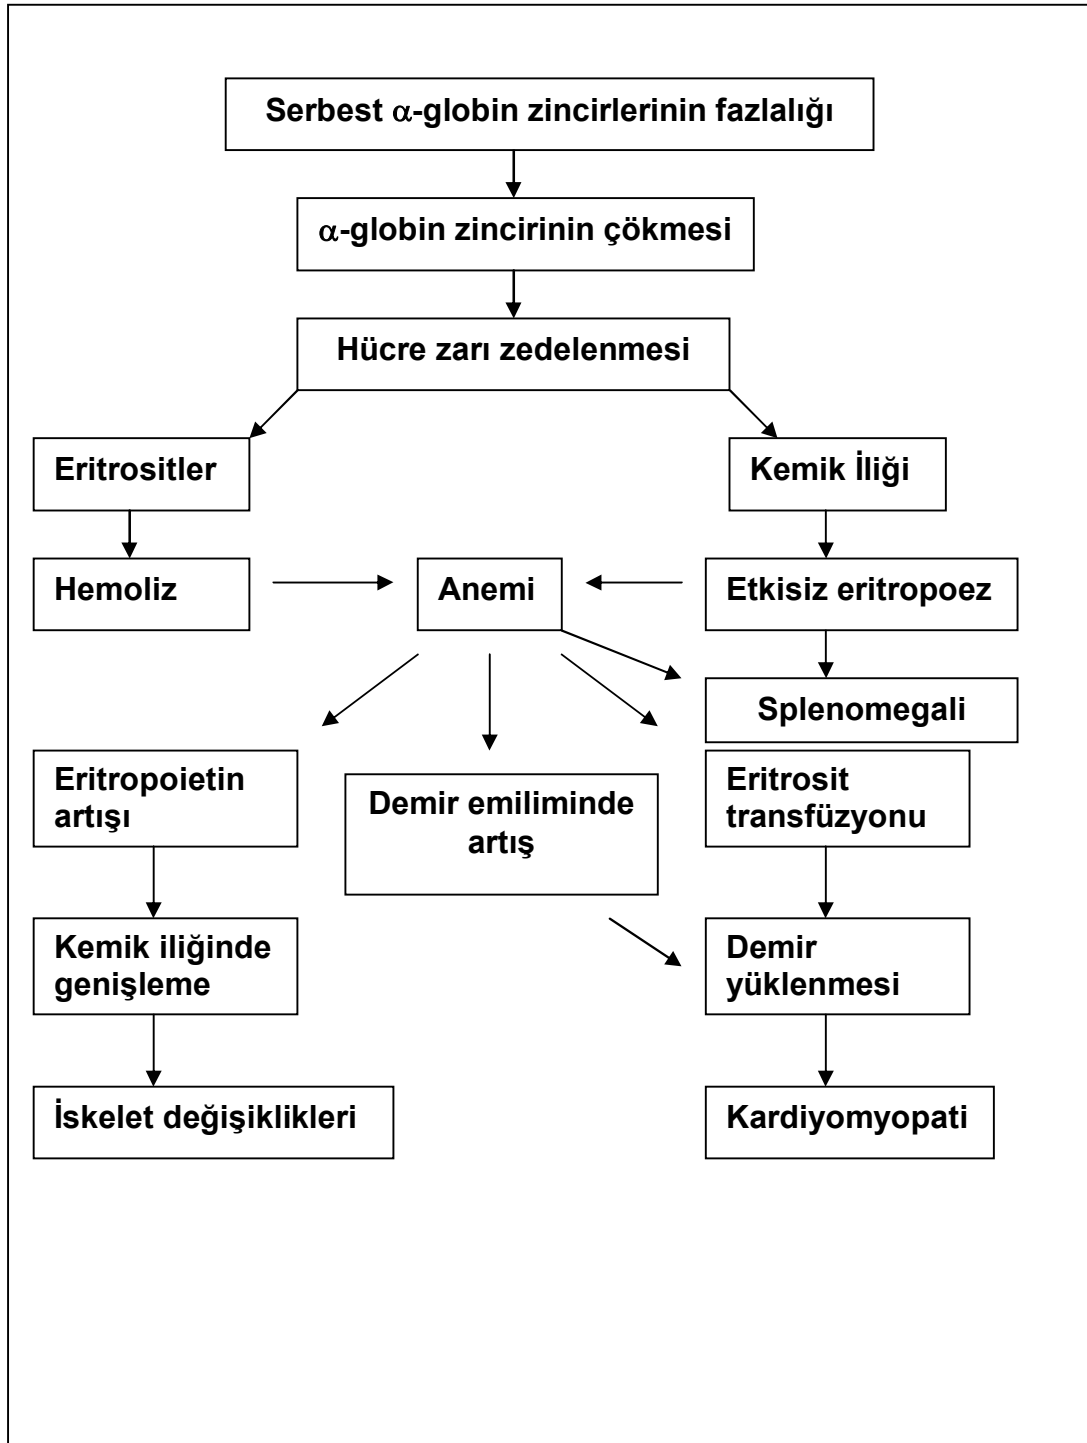 Serbest α-globin zincirlerinin fazlalığı
α-globin zincirinin çökmesi
Hücre zarı zedelenmesi
Eritrositler
Kemik İliği
Hemoliz
Anemi
Etkisiz eritropoez
Splenomegali
Eritropoietin
artışı
Demir emiliminde
artış
Eritrosit
transfüzyonu
Kemik iliğinde
genişleme
Demir
yüklenmesi
İskelet değişiklikleri
Kardiyomyopati